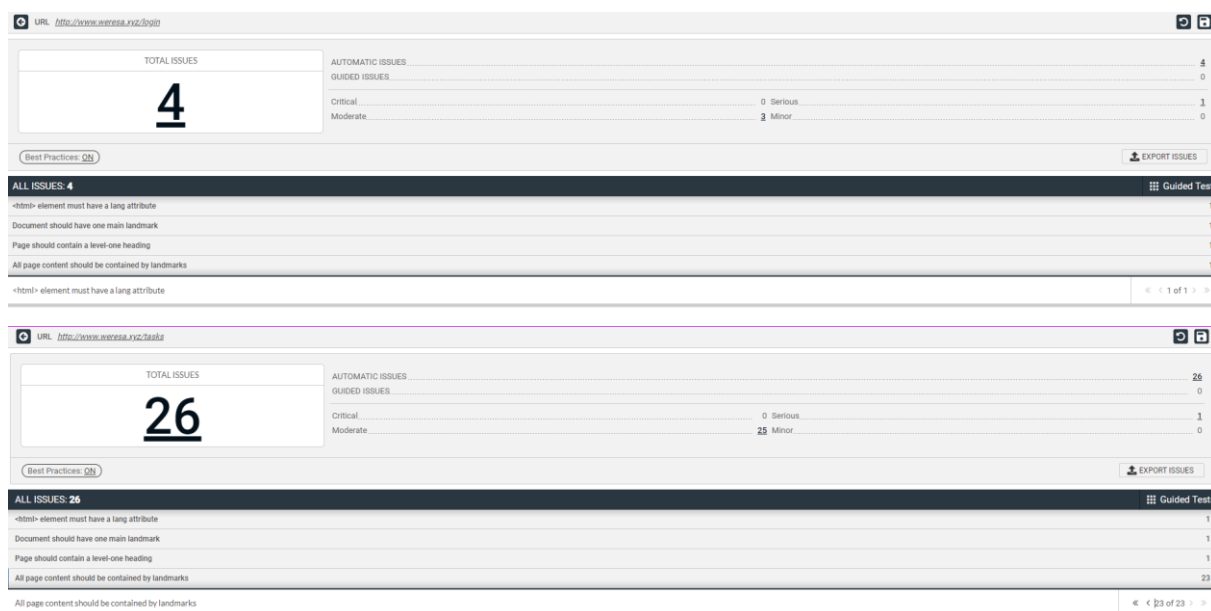 URL http://www.weresa.xyz/login
TOTAL ISSUES
4
AUTOMATIC ISSUES 4
GUIDED ISSUES 0
Critical 0 Serious 1
Moderate 3 Minor 0
Best Practices: ON
EXPORT ISSUES
ALL ISSUES: 4 Guided Test
<html> element must have a lang attribute 1
Document should have one main landmark 1
Page should contain a level-one heading 1
All page content should be contained by landmarks 1
<html> element must have a lang attribute « < 1 of 1 > »
URL http://www.weresa.xyz/tasks
TOTAL ISSUES
26
AUTOMATIC ISSUES 26
GUIDED ISSUES 0
Critical 0 Serious 1
Moderate 25 Minor 0
Best Practices: ON
EXPORT ISSUES
ALL ISSUES: 26 Guided Test
<html> element must have a lang attribute 1
Document should have one main landmark 1
Page should contain a level-one heading 1
All page content should be contained by landmarks 23
All page content should be contained by landmarks « < 23 of 23 > »